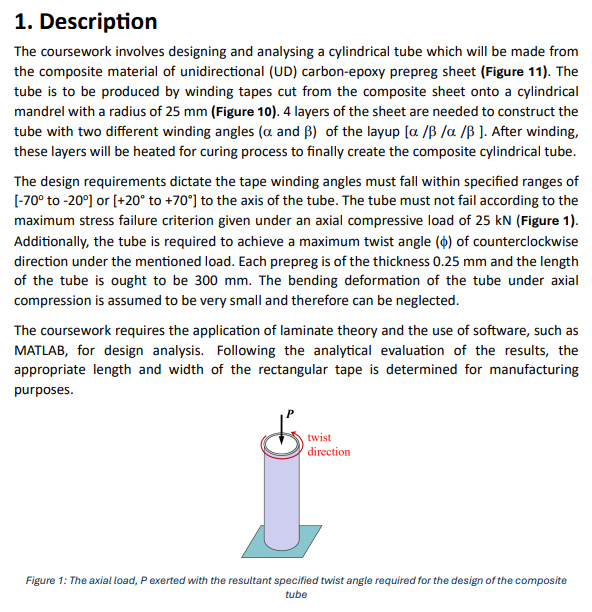 1. Description
The coursework involves designing and analysing a cylindrical tube which will be made from
the composite material of unidirectional (UD) carbon-epoxy prepreg sheet (Figure 11). The
tube is to be produced by winding tapes cut from the composite sheet onto a cylindrical
mandrel with a radius of 25 mm (Figure 10). 4 layers of the sheet are needed to construct the
tube with two different winding angles (α and β) of the layup [α /β /α /β ]. After winding,
these layers will be heated for curing process to finally create the composite cylindrical tube.
The design requirements dictate the tape winding angles must fall within specified ranges of
[-70° to -20°] or [+20° to +70°] to the axis of the tube. The tube must not fail according to the
maximum stress failure criterion given under an axial compressive load of 25 kN (Figure 1).
Additionally, the tube is required to achieve a maximum twist angle (ϕ) of counterclockwise
direction under the mentioned load. Each prepreg is of the thickness 0.25 mm and the length
of the tube is ought to be 300 mm. The bending deformation of the tube under axial
compression is assumed to be very small and therefore can be neglected.
The coursework requires the application of laminate theory and the use of software, such as
MATLAB, for design analysis. Following the analytical evaluation of the results, the
appropriate length and width of the rectangular tape is determined for manufacturing
purposes.
P
twist
direction
Figure 1: The axial load, P exerted with the resultant specified twist angle required for the design of the composite
tube